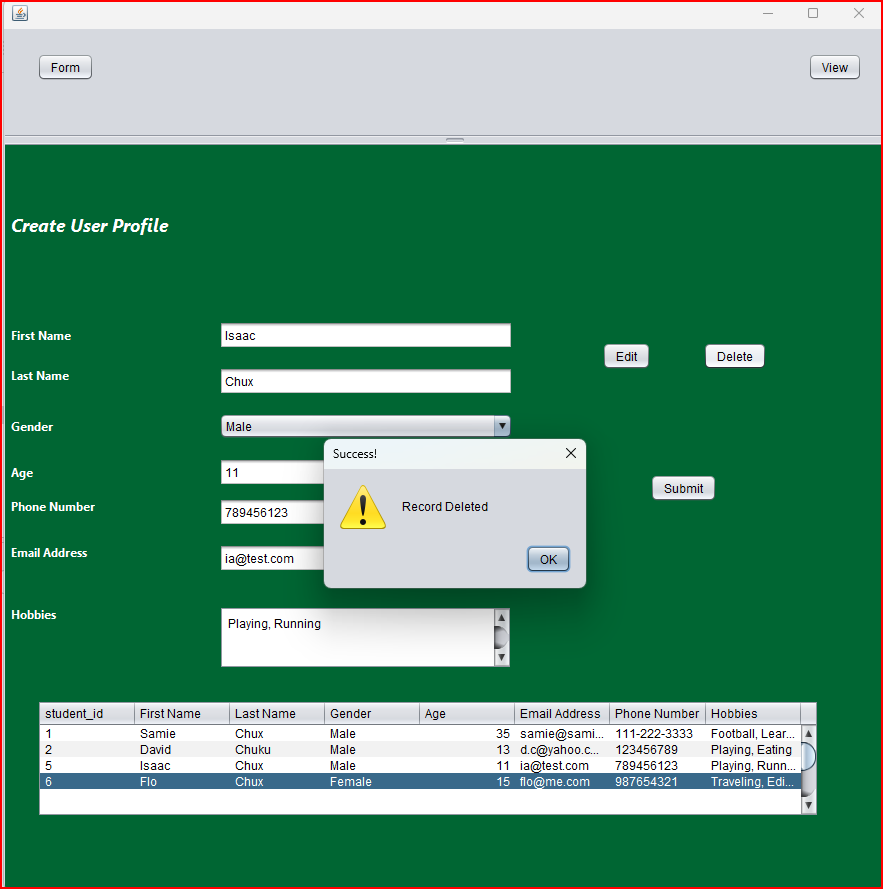 Form View
Create User Profile
First Name Isaac
Edit Delete
Last Name Chux
Gender Male
Success!
Age 11
Submit
Record Deleted
Phone Number 789456123
Email Address ia@test.com
OK
Hobbies Playing, Running
student_id First Name Last Name Gender Age Email Address Phone Number Hobbies
1 Samie Chux Male 35 samie@sami... 111-222-3333 Football, Lear...
2 David Chuku Male 13 d.c@yahoo.c... 123456789 Playing, Eating
5 Isaac Chux Male 11 ia@test.com 789456123 Playing, Runn...
6 Flo Chux Female 15 flo@me.com 987654321 Traveling, Edi...